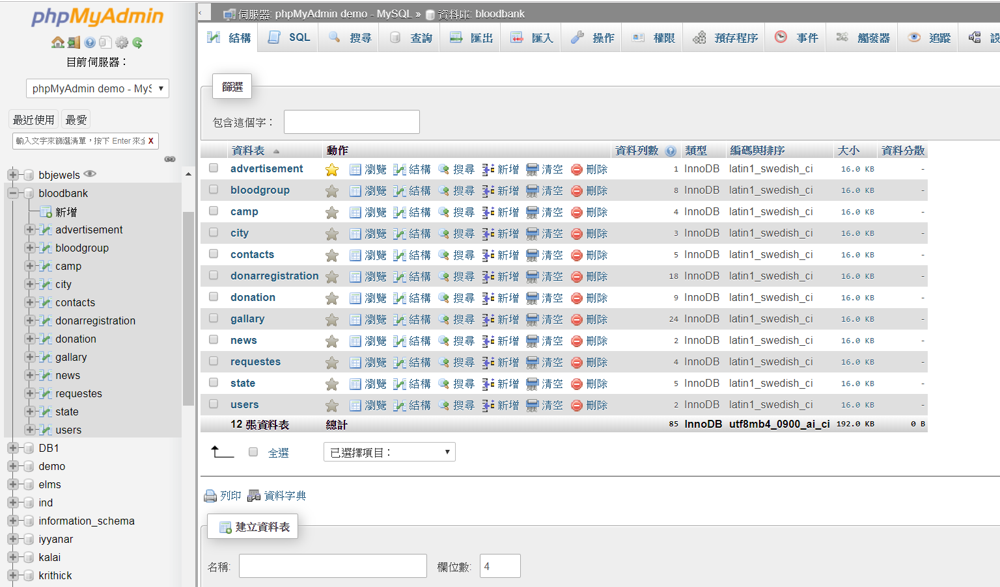 phpMyAdmin
目前伺服器：
phpMyAdmin demo - MyS
最近使用 最愛
輸入文字來篩選清單，按下 Enter 來 X
bbjewels
bloodbank
新增
advertisement
bloodgroup
camp
city
contacts
donarregistration
donation
gallary
news
requestes
state
users
DB1
demo
elms
ind
information_schema
iyyanar
kalai
krithick
伺服器: phpMyAdmin demo - MySQL » 資料庫: bloodbank
結構 SQL 搜尋 查詢 匯出 匯入 操作 權限 預存程序 事件 觸發器 追蹤 設
篩選
包含這個字：
資料表 動作 資料列數 類型 編碼與排序 大小 資料分散
advertisement 瀏覽 結構 搜尋 新增 清空 刪除 1 InnoDB latin1_swedish_ci 16.0 KB -
bloodgroup 瀏覽 結構 搜尋 新增 清空 刪除 8 InnoDB latin1_swedish_ci 16.0 KB -
camp 瀏覽 結構 搜尋 新增 清空 刪除 4 InnoDB latin1_swedish_ci 16.0 KB -
city 瀏覽 結構 搜尋 新增 清空 刪除 3 InnoDB latin1_swedish_ci 16.0 KB -
contacts 瀏覽 結構 搜尋 新增 清空 刪除 5 InnoDB latin1_swedish_ci 16.0 KB -
donarregistration 瀏覽 結構 搜尋 新增 清空 刪除 18 InnoDB latin1_swedish_ci 16.0 KB -
donation 瀏覽 結構 搜尋 新增 清空 刪除 9 InnoDB latin1_swedish_ci 16.0 KB -
gallary 瀏覽 結構 搜尋 新增 清空 刪除 24 InnoDB latin1_swedish_ci 16.0 KB -
news 瀏覽 結構 搜尋 新增 清空 刪除 2 InnoDB latin1_swedish_ci 16.0 KB -
requestes 瀏覽 結構 搜尋 新增 清空 刪除 4 InnoDB latin1_swedish_ci 16.0 KB -
state 瀏覽 結構 搜尋 新增 清空 刪除 5 InnoDB latin1_swedish_ci 16.0 KB -
users 瀏覽 結構 搜尋 新增 清空 刪除 2 InnoDB latin1_swedish_ci 16.0 KB -
12 張資料表 總計 85 InnoDB utf8mb4_0900_ai_ci 192.0 KB 0 B
全選 已選擇項目：
列印 資料字典
建立資料表
名稱: 欄位數: 4